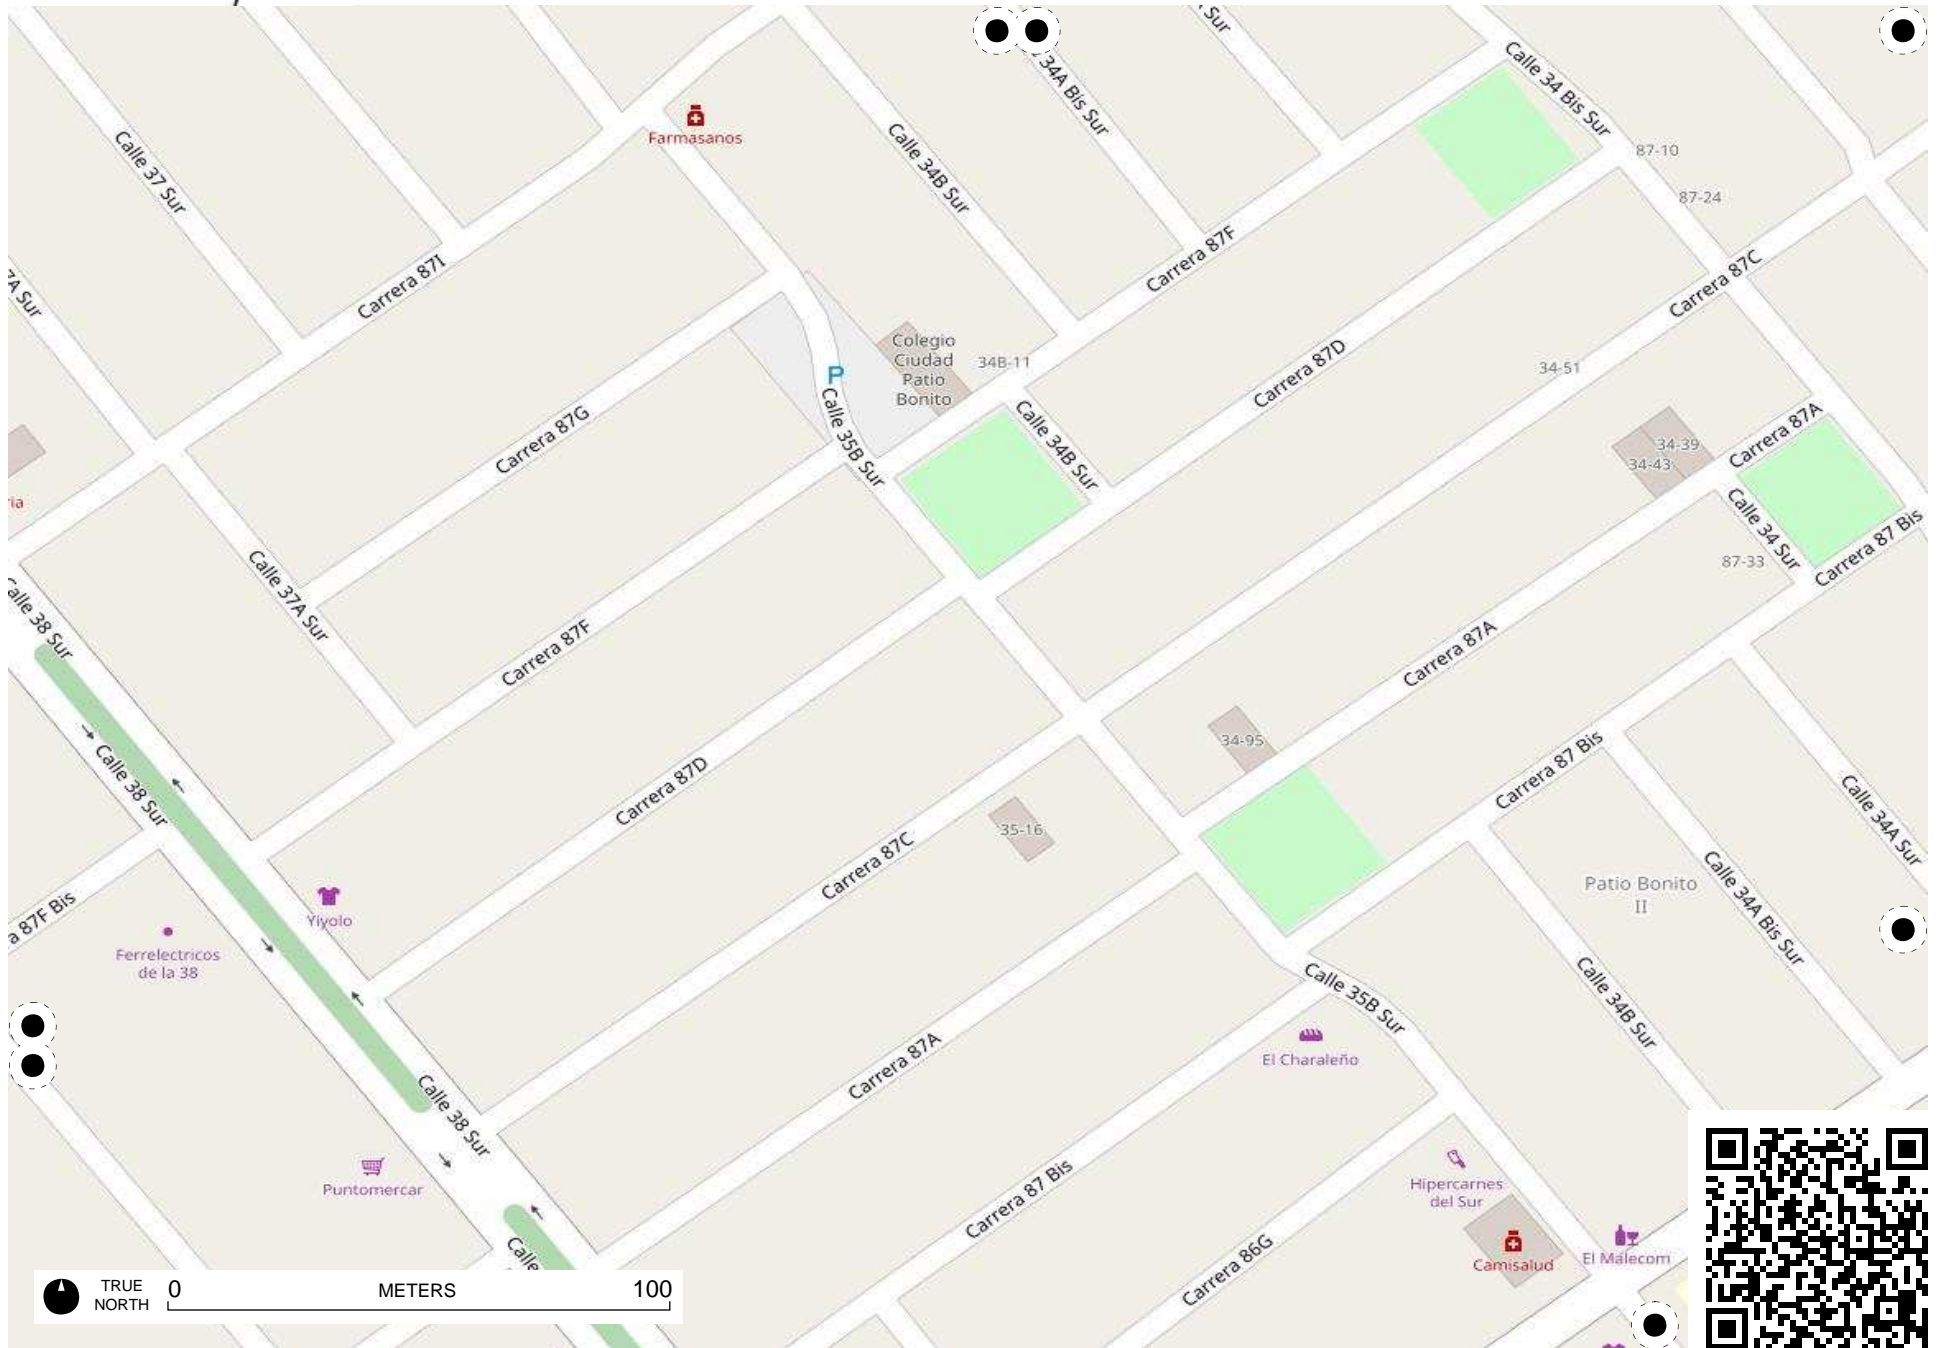 Sur
Calle 34 Bis Sur
34A Bis Sur
Farmasanos
Calle 34B Sur
Calle 37 Sur
87-10
87-24
Carrera 87F
Carrera 87I
Carrera 87C
7A Sur
Colegio
Ciudad
Patio
Bonito
34B-11
P
Carrera 87D
34-51
Calle 35B Sur
Calle 34B Sur
Carrera 87G
Carrera 87A
34-39
34-43
ria
Calle 34 Sur
Carrera 87 Bis
87-33
Calle 37A Sur
Calle 38 Sur
Carrera 87F
Carrera 87A
34-95
Carrera 87 Bis
Calle 38 Sur
Carrera 87D
Calle 34A Sur
35-16
Carrera 87C
Patio Bonito
II
Calle 34A Bis Sur
a 87F Bis
Yiyolo
Ferrelectricos
de la 38
Calle 35B Sur
Calle 34B Sur
El Charaleño
Carrera 87A
Calle 38 Sur
Puntomercar
Hipercarnes
del Sur
Carrera 87 Bis
Carrera 86G
Camisalud
El Malecom
Calle
TRUE
NORTH
0 METERS 100